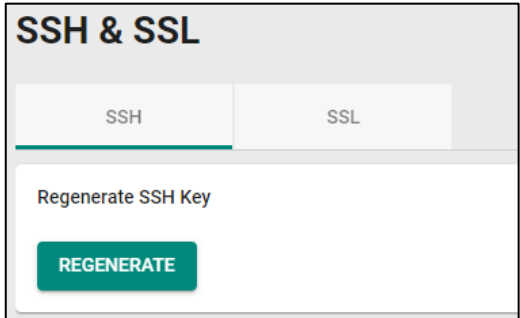 SSH & SSL
SSH SSL
Regenerate SSH Key
REGENERATE